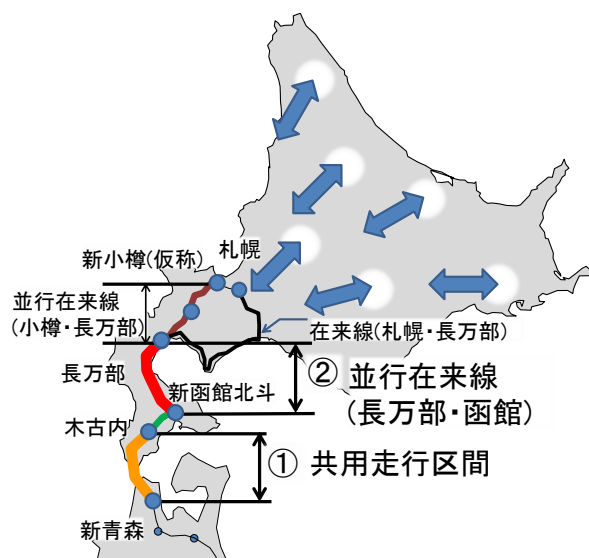 札幌
新小樽(仮称)
並行在来線
(小樽・長万部)
在来線(札幌・長万部)
長万部
② 並行在来線
(長万部・函館)
新函館北斗
木古内
① 共用走行区間
新青森